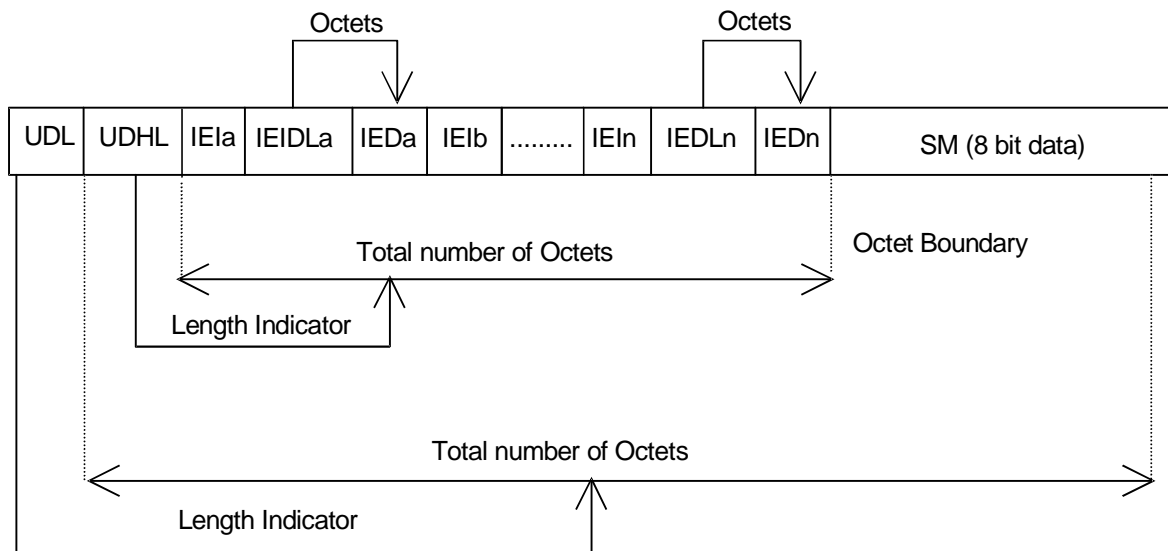 Octets Octets
UDL UDHL IEIa IEIDLa IEDa IEIb ......... IEIn IEDLn IEDn SM (8 bit data)
Total number of Octets Octet Boundary
Length Indicator
Total number of Octets
Length Indicator